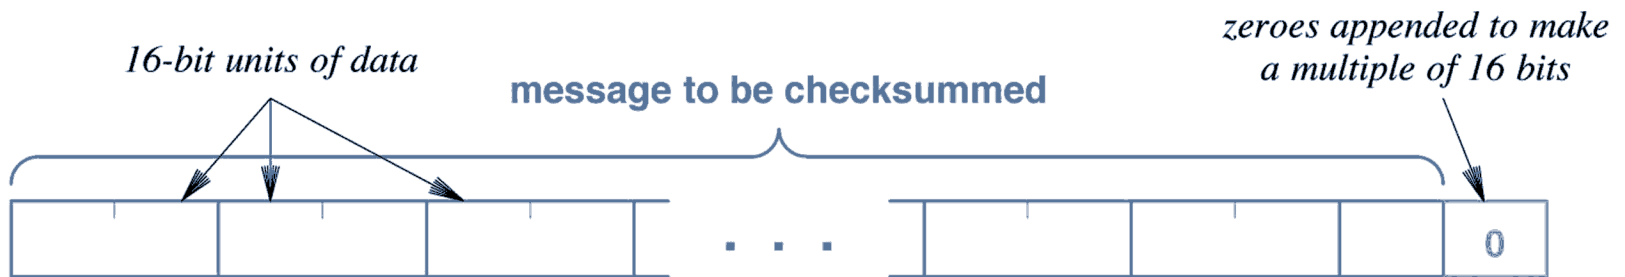 zeroes appended to make
a multiple of 16 bits
16-bit units of data
message to be checksummed
. . .
0